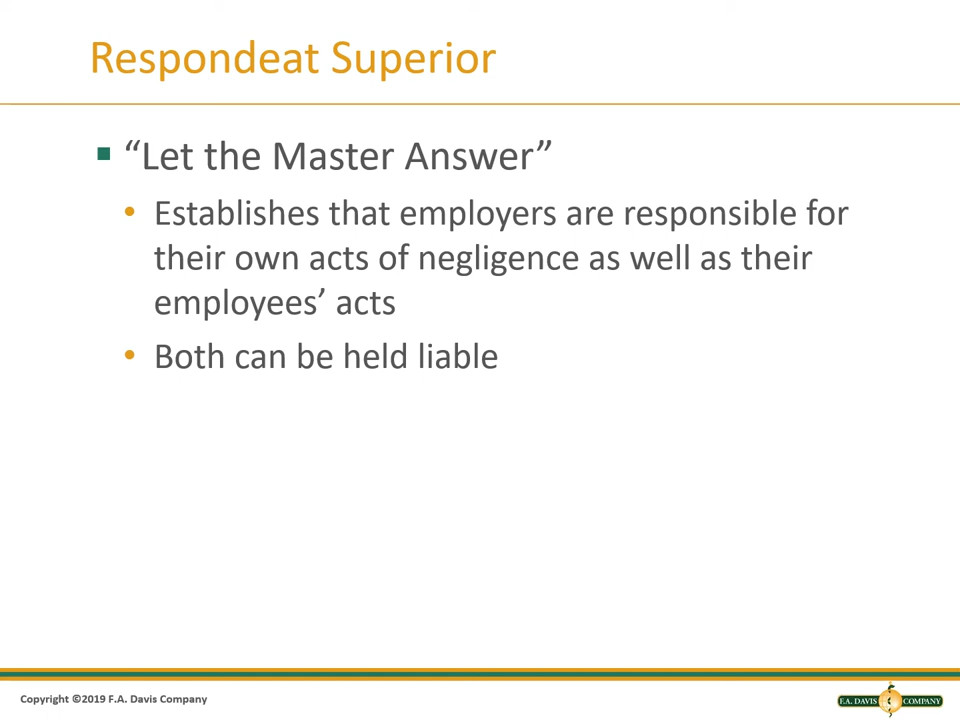 Respondeat Superior
“Let the Master Answer”
Establishes that employers are responsible for
their own acts of negligence as well as their
employees’ acts
Both can be held liable
Copyright ©2019 F.A. Davis Company
F.A. DAVIS COMPANY